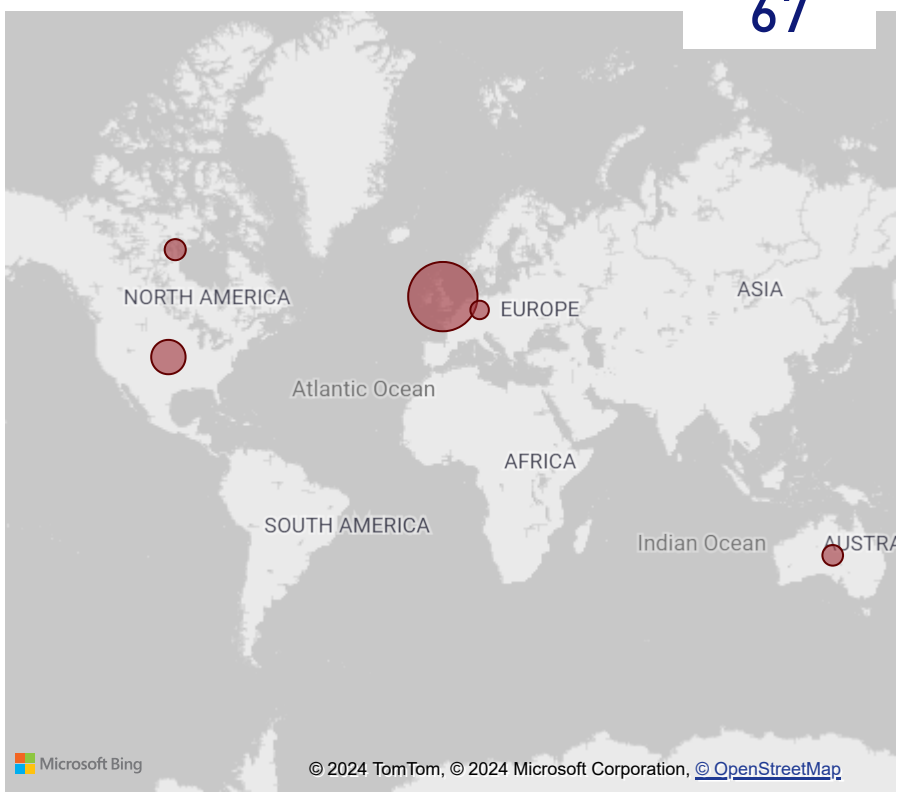 67
NORTH AMERICA
EUROPE
ASIA
Atlantic Ocean
AFRICA
SOUTH AMERICA
Indian Ocean
AUSTRA
Microsoft Bing
© 2024 TomTom, © 2024 Microsoft Corporation, © OpenStreetMap